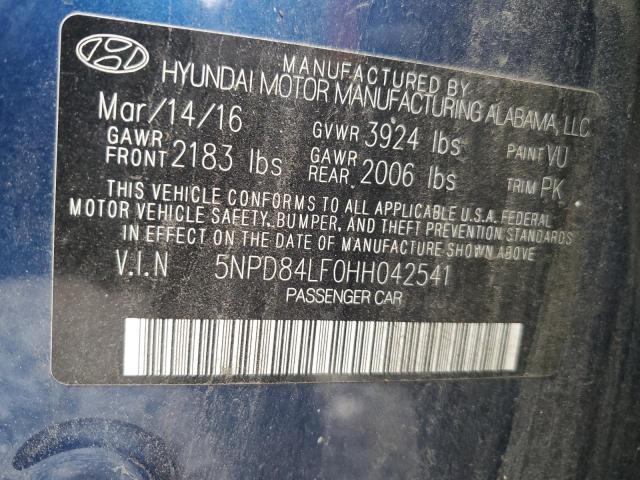 MANUFACTURED BY
HYUNDAI MOTOR MANUFACTURING ALABAMA, LLC
Mar/14/16 GVWR 3924 lbs PAINT VU
GAWR FRONT 2183 lbs GAWR REAR 2006 lbs TRIM PK
THIS VEHICLE CONFORMS TO ALL APPLICABLE U.S.A. FEDERAL
MOTOR VEHICLE SAFETY, BUMPER, AND THEFT PREVENTION STANDARDS
IN EFFECT ON THE DATE OF MANUFACTURE SHOWN ABOVE
V.I.N 5NPD84LF0HH042541
PASSENGER CAR